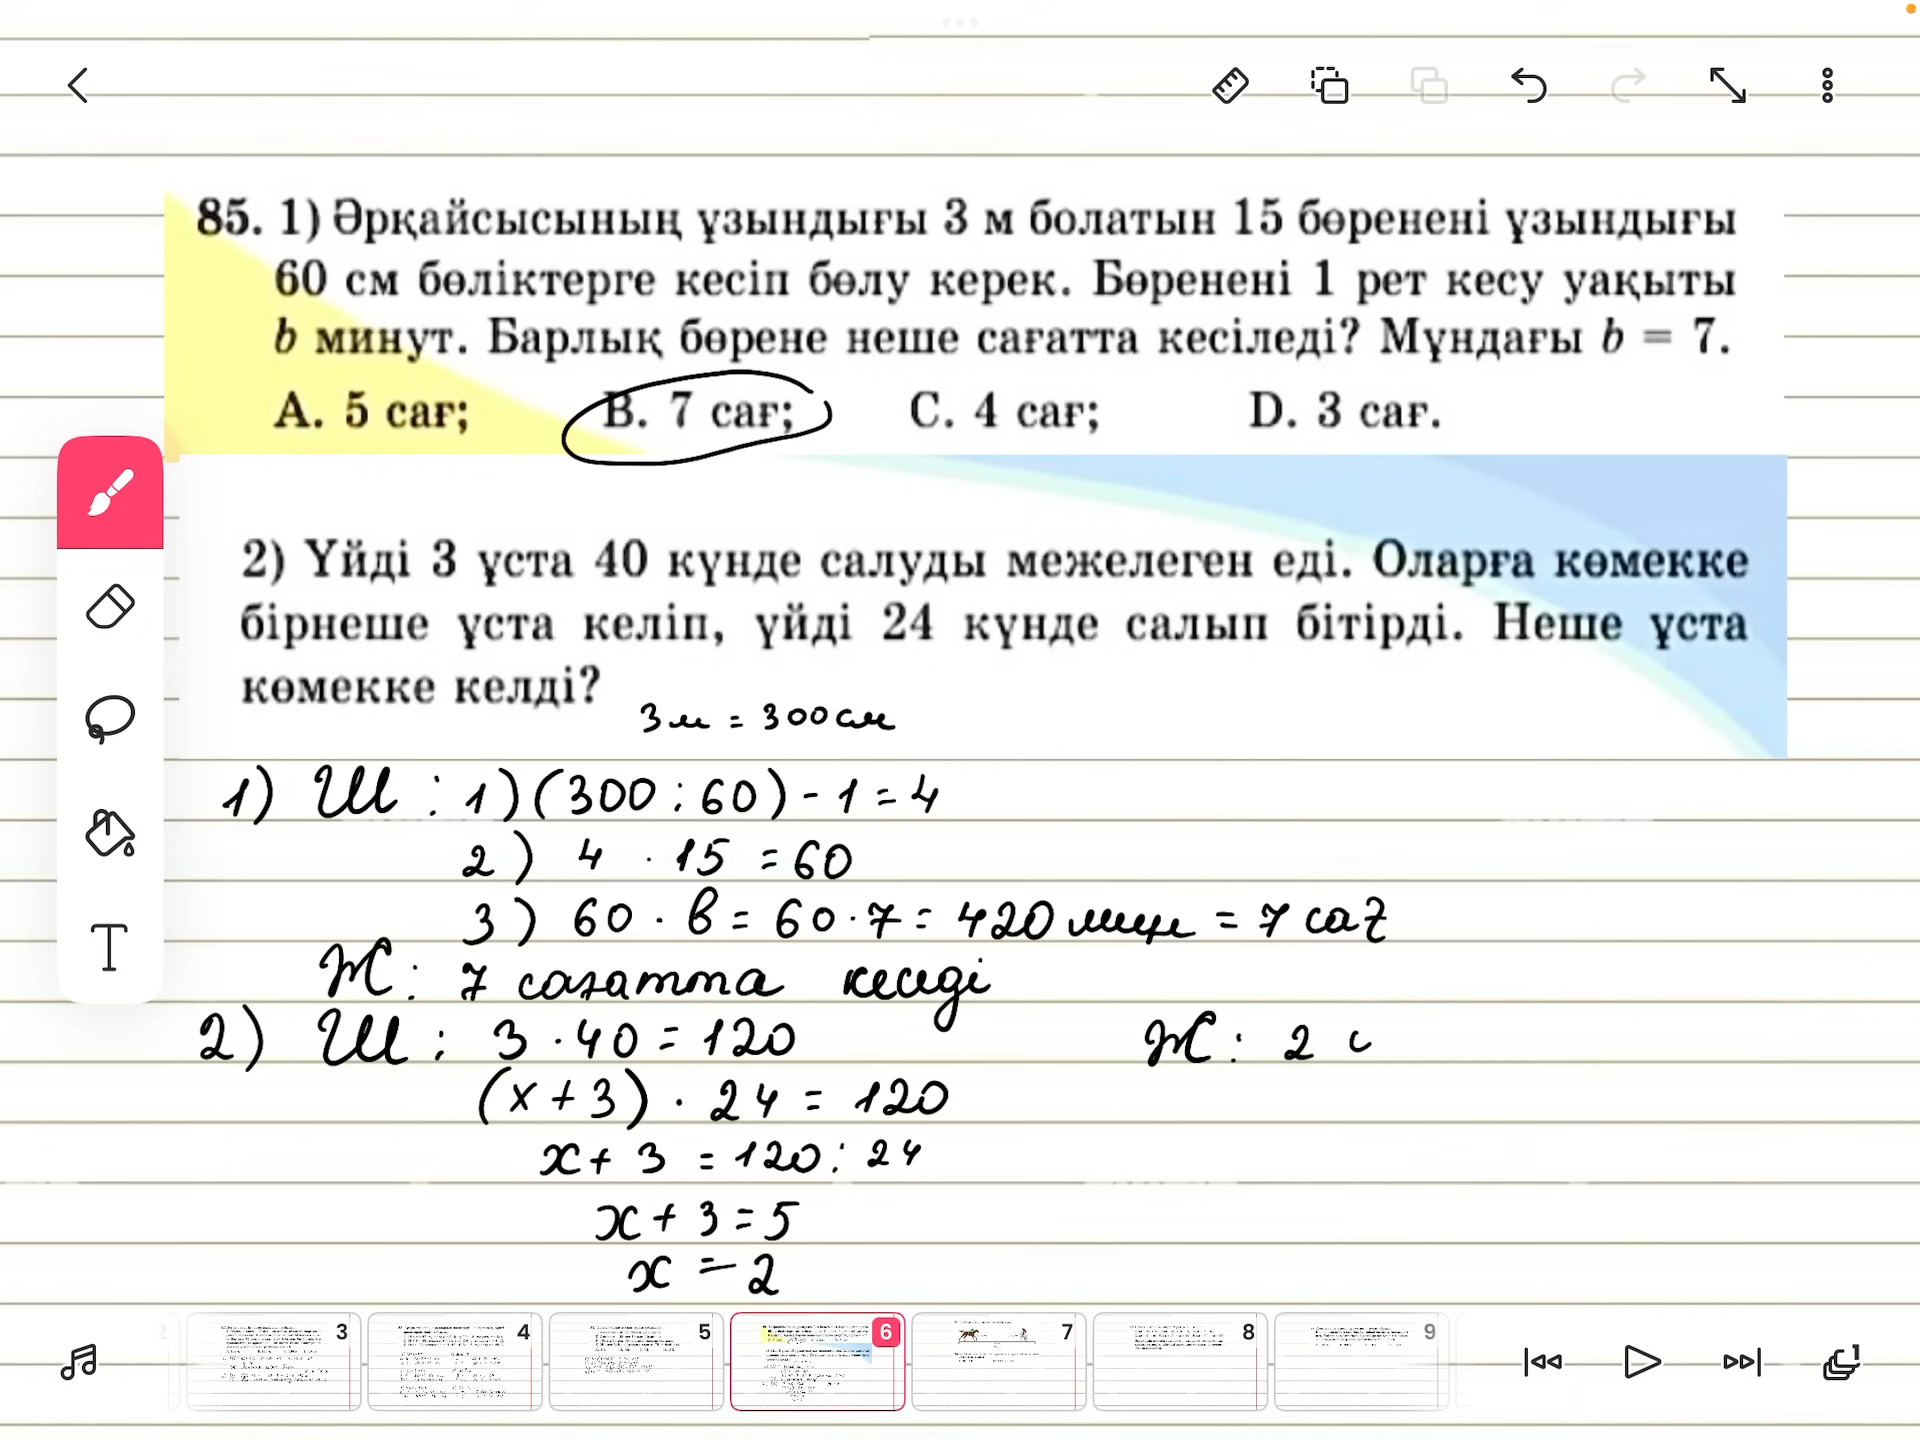 85. 1) Әрқайсысының ұзындығы 3 м болатын 15 бөренені ұзындығы
60 см бөліктерге кесіп бөлу керек. Бөренені 1 рет кесу уақыты
b минут. Барлық бөрене неше сағатта кесіледі? Мұндағы b = 7.
A. 5 сағ; B. 7 сағ; C. 4 сағ; D. 3 сағ.
2) Үйді 3 ұста 40 күнде салуды межелеген еді. Оларға көмекке
бірнеше ұста келіп, үйді 24 күнде салып бітірді. Неше ұста
көмекке келді?
3м = 300см
1) Ш : 1) (300 : 60) - 1 = 4
2) 4 · 15 = 60
3) 60 · в = 60 · 7 = 420 мин = 7 сағ
Ж: 7 сағатта кеседі
2) Ш : 3 · 40 = 120 Ж: 2
(x + 3) · 24 = 120
x + 3 = 120 : 24
x + 3 = 5
x = 2
T
2 3 4 5 6 7 8 9
1